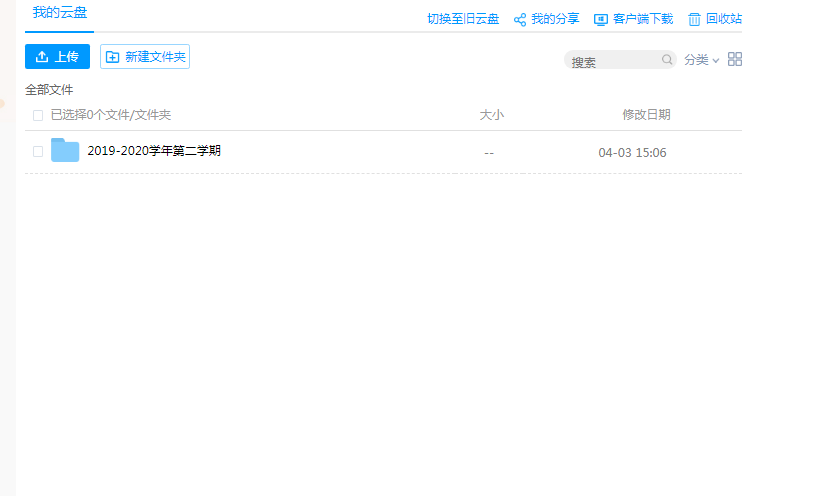 我的云盘
切换至旧云盘 我的分享 客户端下载 回收站
上传 新建文件夹 搜索 分类
全部文件
已选择0个文件/文件夹 大小 修改日期
2019-2020学年第二学期 -- 04-03 15:06